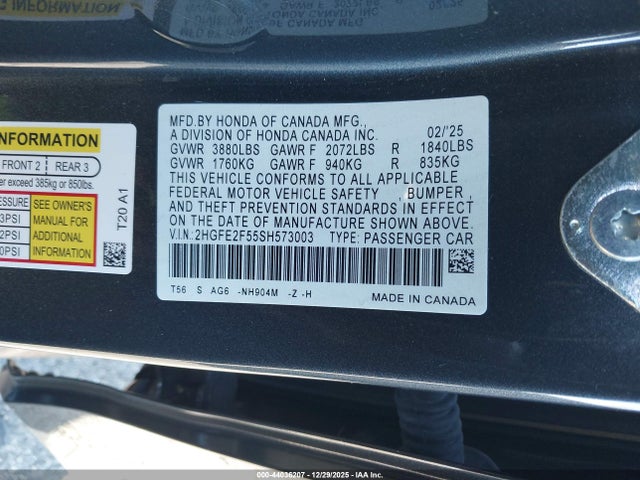 MFD.BY HONDA OF CANADA MFG.,
A DIVISION OF HONDA CANADA INC. 02/'25
GVWR 3880LBS GAWR F 2072LBS R 1840LBS
GVWR 1760KG GAWR F 940KG R 835KG
THIS VEHICLE CONFORMS TO ALL APPLICABLE
FEDERAL MOTOR VEHICLE SAFETY , BUMPER ,
AND THEFT PREVENTION STANDARDS IN EFFECT
ON THE DATE OF MANUFACTURE SHOWN ABOVE.
V.I.N: 2HGFE2F55SH573003 TYPE: PASSENGER CAR
T56 S AG6 -NH904M -Z -H
MADE IN CANADA
INFORMATION
FRONT 2 REAR 3
exceed 385kg or 850lbs.
SEE OWNER'S
MANUAL FOR
ADDITIONAL
INFORMATION
T20 A1
000-44036207 - 12/29/2025 - IAA Inc.